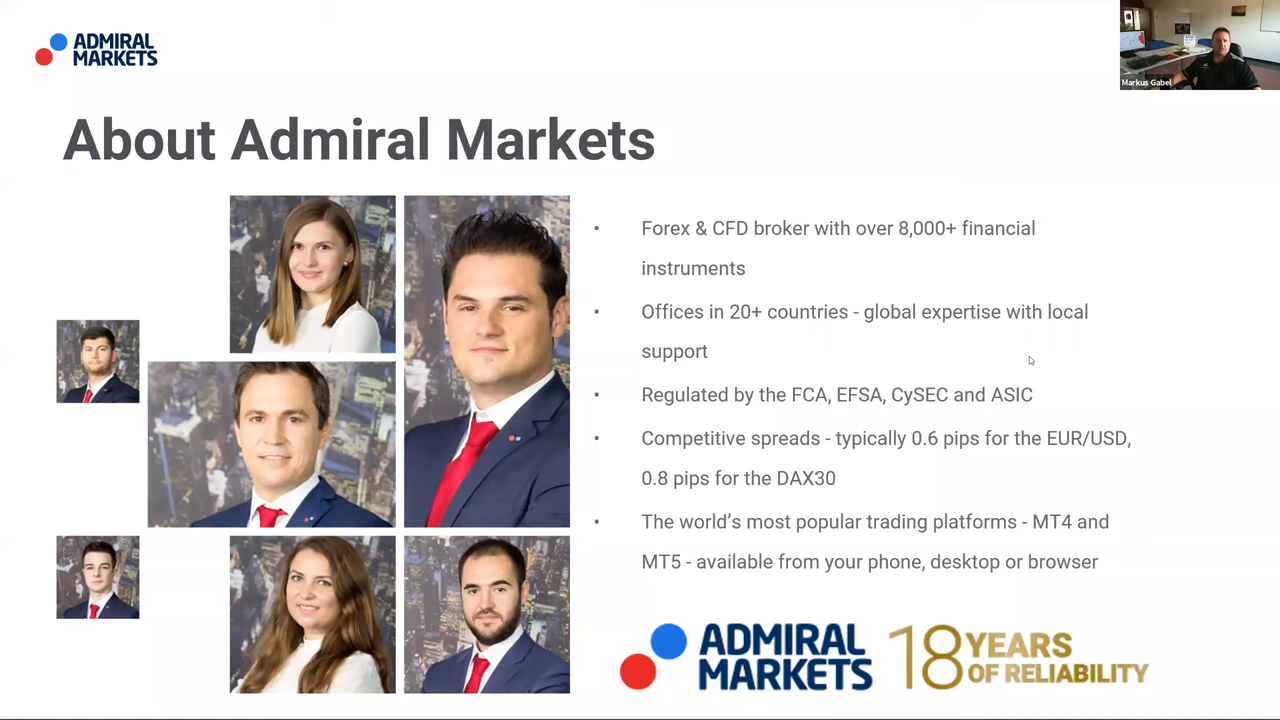 ADMIRAL
MARKETS
Markus Gabel
About Admiral Markets
• Forex & CFD broker with over 8,000+ financial
instruments
• Offices in 20+ countries - global expertise with local
support
• Regulated by the FCA, EFSA, CySEC and ASIC
• Competitive spreads - typically 0.6 pips for the EUR/USD,
0.8 pips for the DAX30
• The world’s most popular trading platforms - MT4 and
MT5 - available from your phone, desktop or browser
ADMIRAL
MARKETS
18 YEARS
OF RELIABILITY